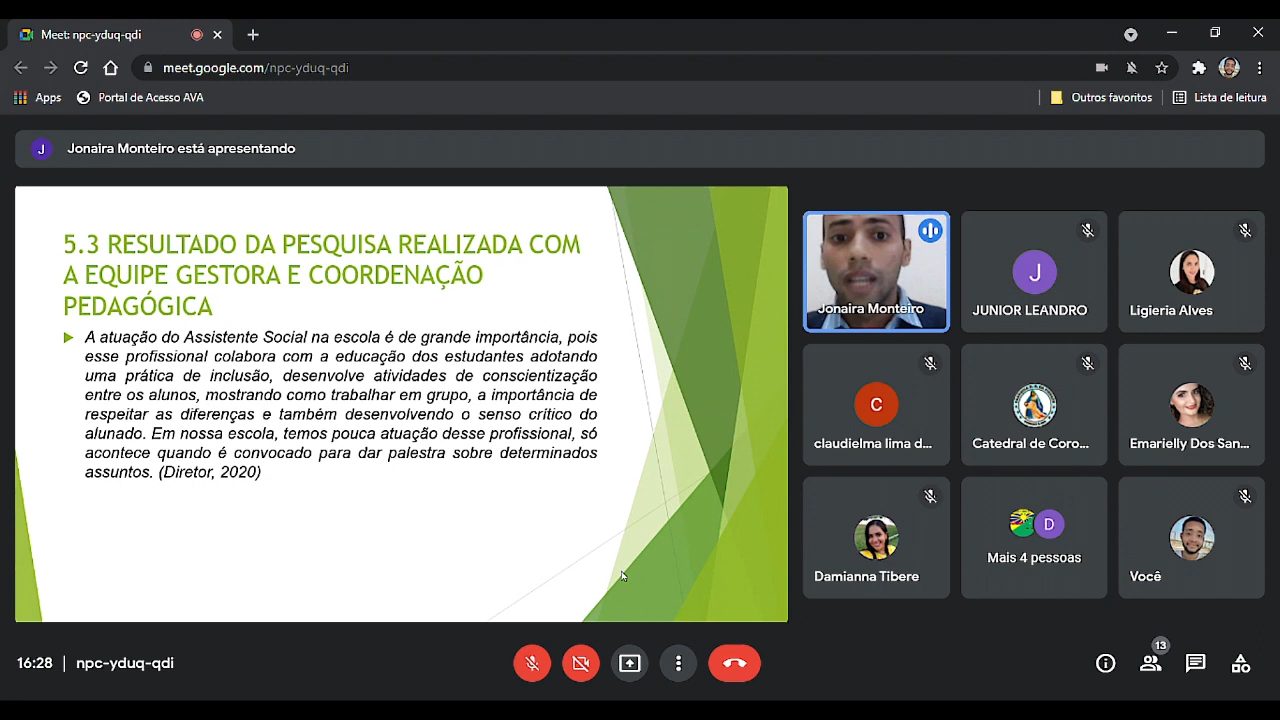 Meet: npc-yduq-qdi
meet.google.com/npc-yduq-qdi
Apps
Portal de Acesso AVA
Outros favoritos
Lista de leitura
J
Jonaira Monteiro está apresentando
5.3 RESULTADO DA PESQUISA REALIZADA COM
A EQUIPE GESTORA E COORDENAÇÃO
PEDAGÓGICA
A atuação do Assistente Social na escola é de grande importância, pois
esse profissional colabora com a educação dos estudantes adotando
uma prática de inclusão, desenvolve atividades de conscientização
entre os alunos, mostrando como trabalhar em grupo, a importância de
respeitar as diferenças e também desenvolvendo o senso crítico do
alunado. Em nossa escola, temos pouca atuação desse profissional, só
acontece quando é convocado para dar palestra sobre determinados
assuntos. (Diretor, 2020)
Jonaira Monteiro
J
JUNIOR LEANDRO
Ligieria Alves
C
claudielma lima d...
Catedral de Coro...
Emarielly Dos San...
Damianna Tibere
D
Mais 4 pessoas
Você
16:28 | npc-yduq-qdi
13